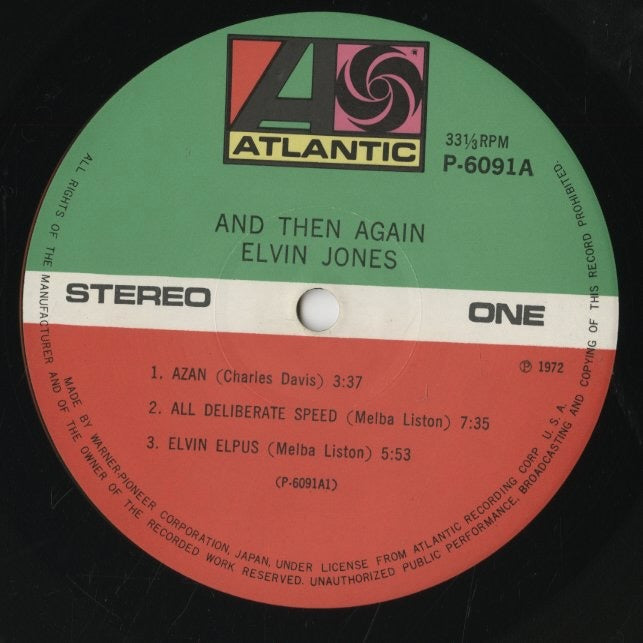 A
ATLANTIC
33⅓ RPM
P-6091A
AND THEN AGAIN
ELVIN JONES
STEREO
ONE
℗ 1972
1. AZAN (Charles Davis) 3:37
2. ALL DELIBERATE SPEED (Melba Liston) 7:35
3. ELVIN ELPUS (Melba Liston) 5:53
(P-6091A1)
MADE BY WARNER-PIONEER CORPORATION, JAPAN, UNDER LICENSE FROM ATLANTIC RECORDING CORP. U. S. A.
ALL RIGHTS OF THE MANUFACTURER AND OF THE OWNER OF THE RECORDED WORK RESERVED. UNAUTHORIZED PUBLIC PERFORMANCE, BROADCASTING AND COPYING OF THIS RECORD PROHIBITED.